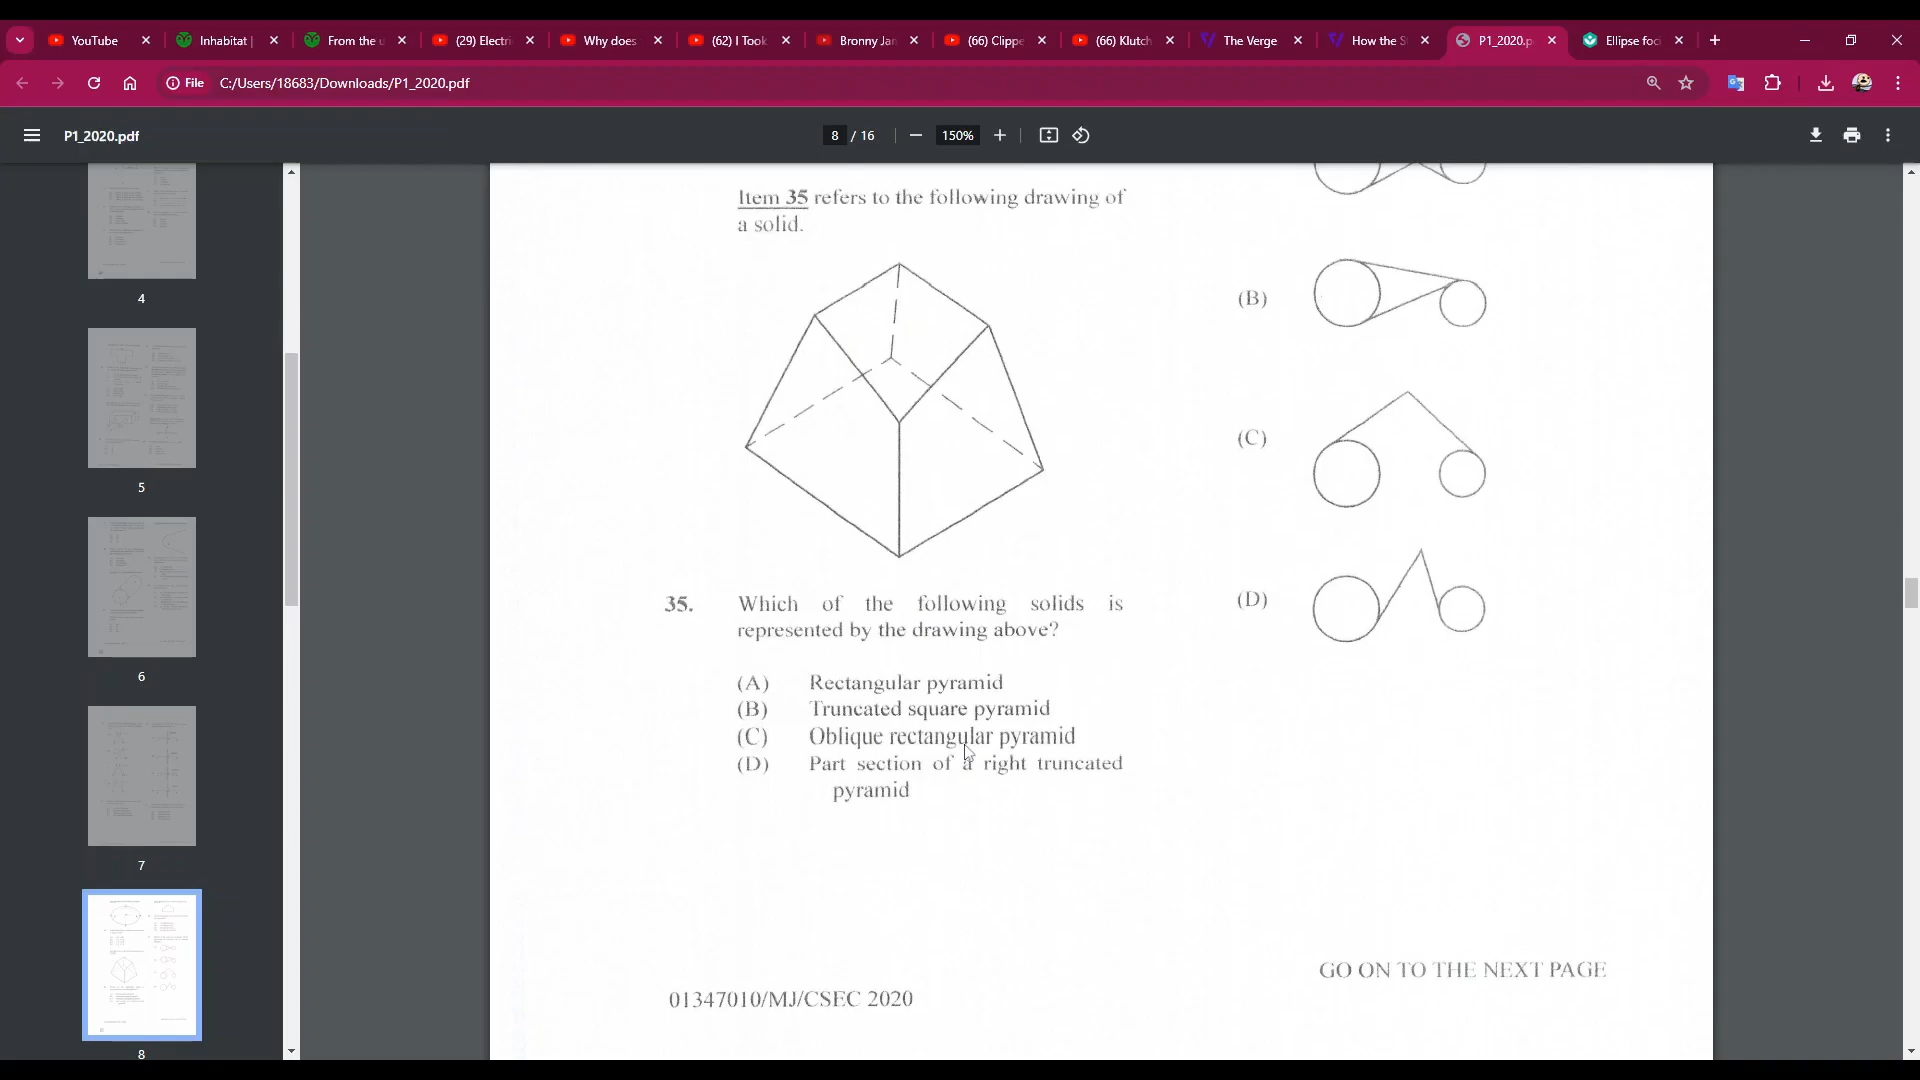 YouTube
Inhabitat |
From the u
(29) Electri
Why does
(62) I Took
Bronny Jar
(66) Clippe
(66) Klutch
The Verge
How the S
P1_2020.p
Ellipse foci
File
C:/Users/18683/Downloads/P1_2020.pdf
P1_2020.pdf
8 / 16
150%
4
5
6
7
8
Item 35 refers to the following drawing of
a solid.
35. Which of the following solids is
represented by the drawing above?
(A) Rectangular pyramid
(B) Truncated square pyramid
(C) Oblique rectangular pyramid
(D) Part section of a right truncated
pyramid
(B)
(C)
(D)
GO ON TO THE NEXT PAGE
01347010/MJ/CSEC 2020